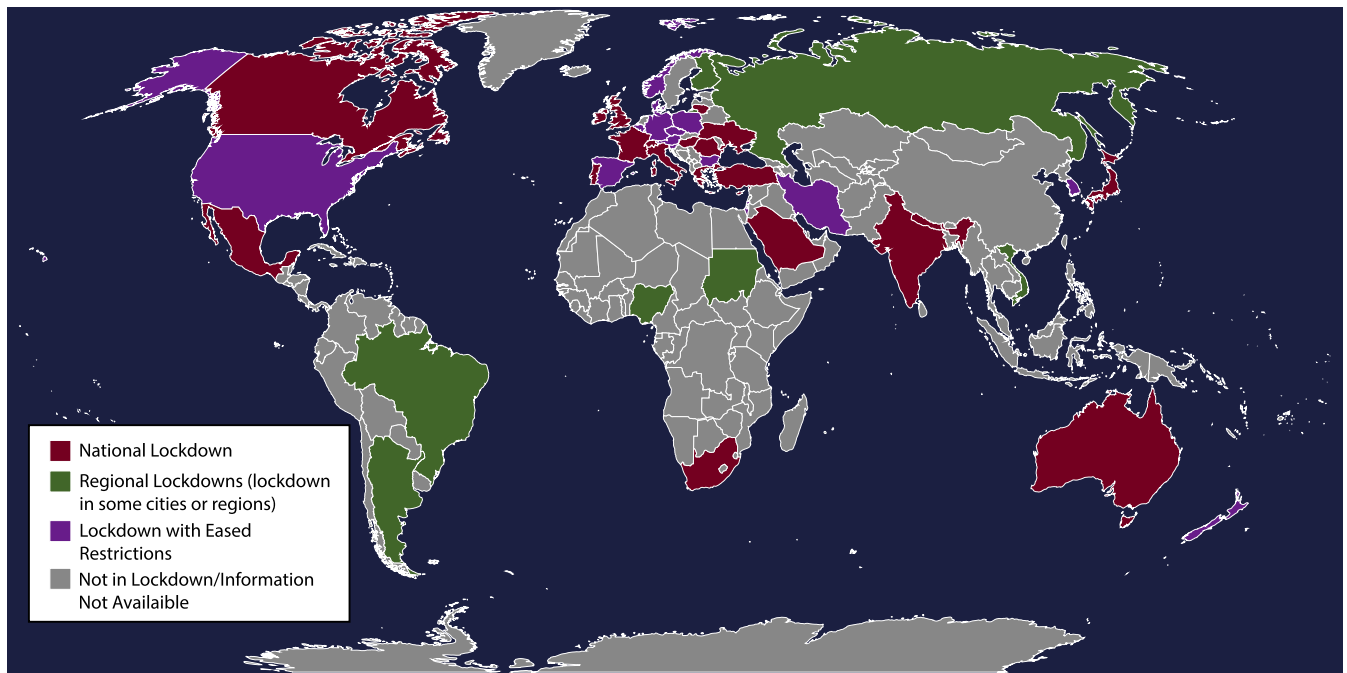 National Lockdown
Regional Lockdowns (lockdown
in some cities or regions)
Lockdown with Eased
Restrictions
Not in Lockdown/Information
Not Availaible